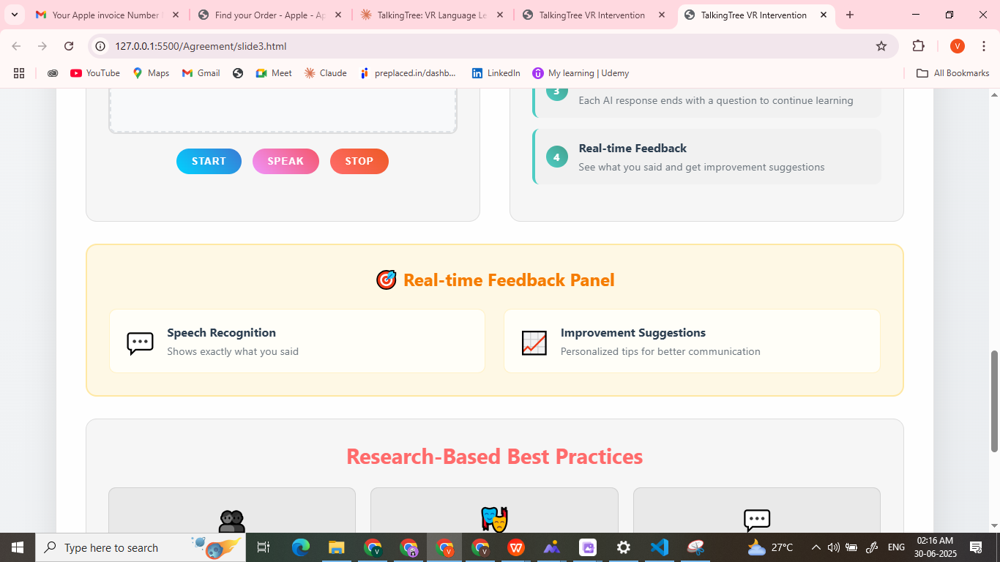 Your Apple invoice Number
Find your Order - Apple - Ap
TalkingTree: VR Language Le
TalkingTree VR Intervention
TalkingTree VR Intervention
127.0.0.1:5500/Agreement/slide3.html
V
YouTube
Maps
Gmail
Meet
Claude
preplaced.in/dashb...
LinkedIn
My learning | Udemy
All Bookmarks
3
Each AI response ends with a question to continue learning
4
Real-time Feedback
See what you said and get improvement suggestions
START
SPEAK
STOP
🎯 Real-time Feedback Panel
Speech Recognition
Shows exactly what you said
Improvement Suggestions
Personalized tips for better communication
Research-Based Best Practices
Type here to search
27°C
ENG
02:16 AM
30-06-2025